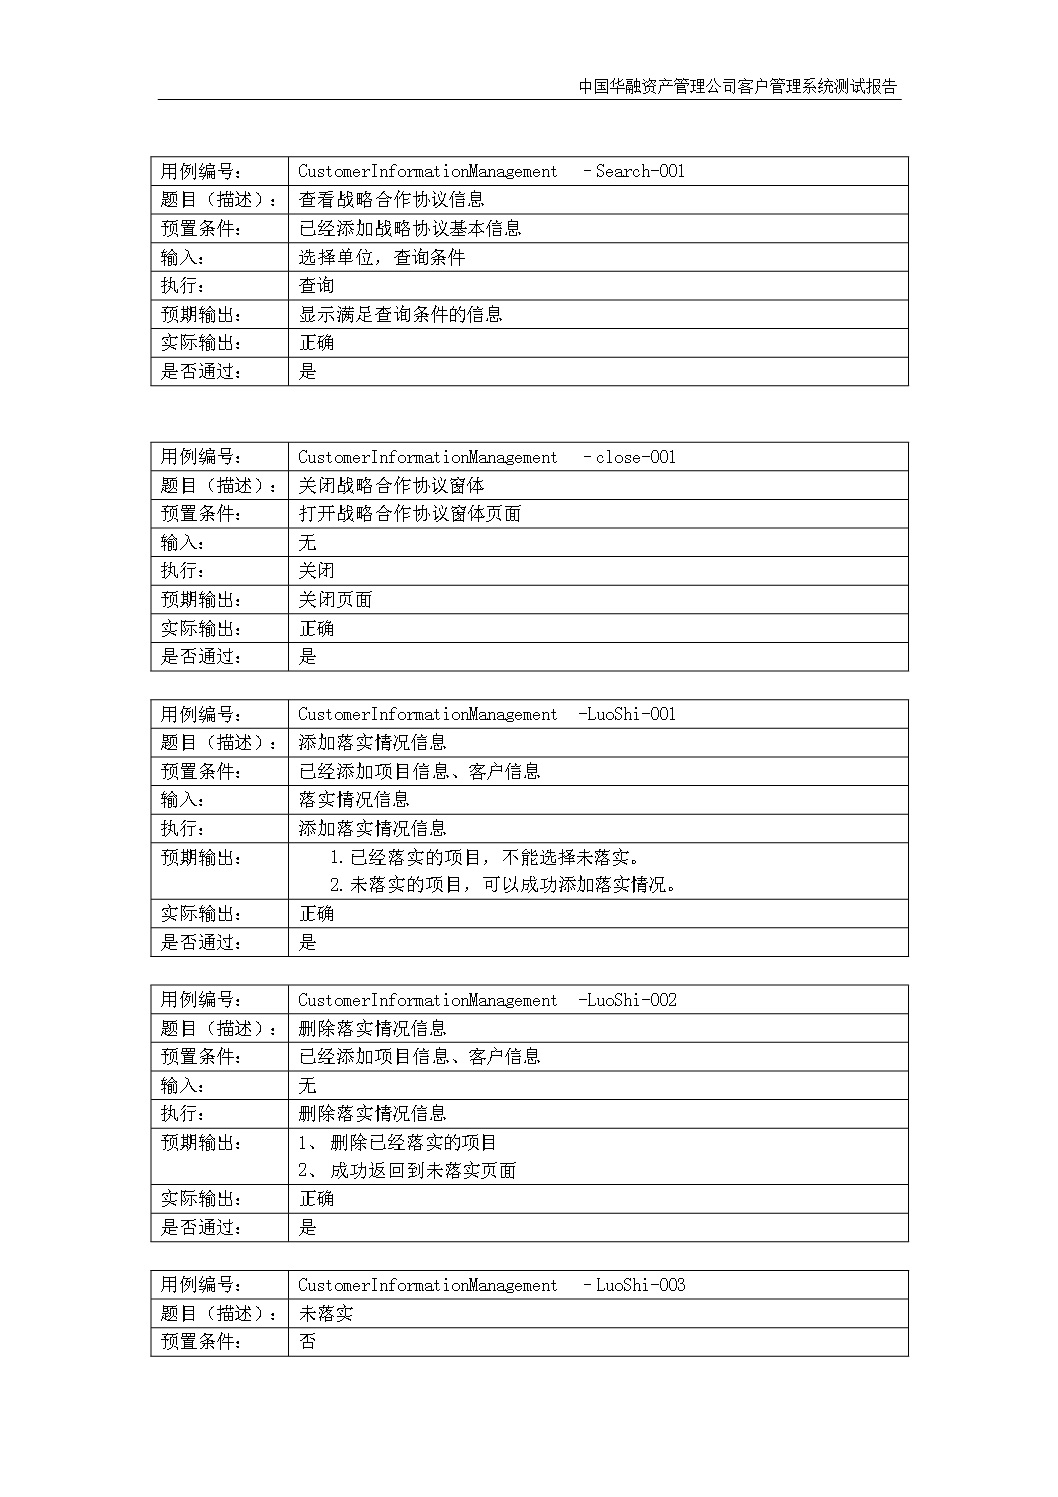 中国华融资产管理公司客户管理系统测试报告
用例编号： CustomerInformationManagement –Search-001
题目（描述）： 查看战略合作协议信息
预置条件： 已经添加战略协议基本信息
输入： 选择单位，查询条件
执行： 查询
预期输出： 显示满足查询条件的信息
实际输出： 正确
是否通过： 是
用例编号： CustomerInformationManagement –close-001
题目（描述）： 关闭战略合作协议窗体
预置条件： 打开战略合作协议窗体页面
输入： 无
执行： 关闭
预期输出： 关闭页面
实际输出： 正确
是否通过： 是
用例编号： CustomerInformationManagement -LuoShi-001
题目（描述）： 添加落实情况信息
预置条件： 已经添加项目信息、客户信息
输入： 落实情况信息
执行： 添加落实情况信息
预期输出： 1. 已经落实的项目，不能选择未落实。
2. 未落实的项目，可以成功添加落实情况。
实际输出： 正确
是否通过： 是
用例编号： CustomerInformationManagement -LuoShi-002
题目（描述）： 删除落实情况信息
预置条件： 已经添加项目信息、客户信息
输入： 无
执行： 删除落实情况信息
预期输出： 1、 删除已经落实的项目
2、 成功返回到未落实页面
实际输出： 正确
是否通过： 是
用例编号： CustomerInformationManagement –LuoShi-003
题目（描述）： 未落实
预置条件： 否